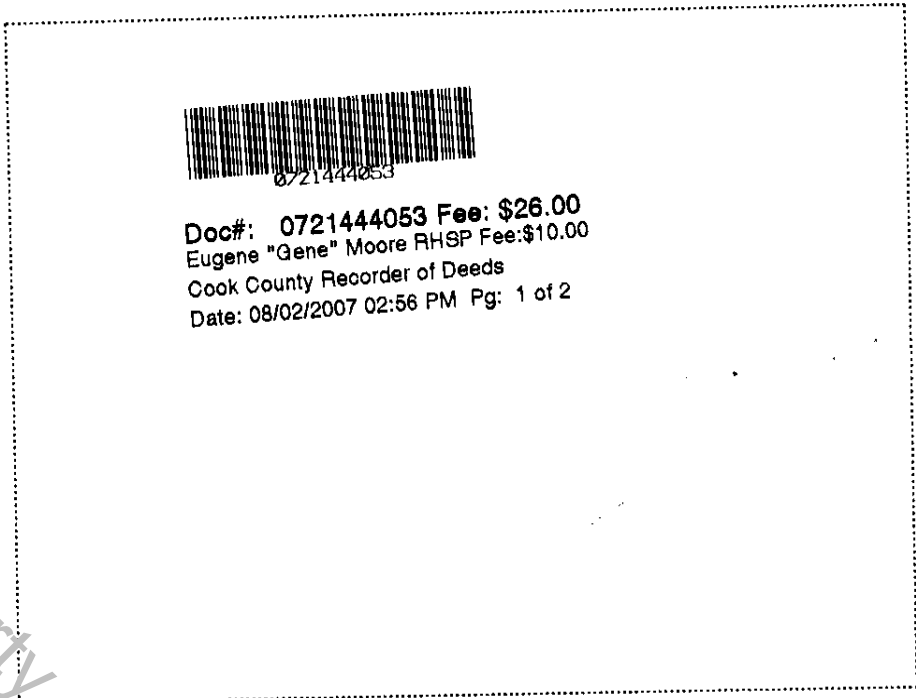 0721444053
Doc#: 0721444053 Fee: $26.00
Eugene "Gene" Moore RHSP Fee:$10.00
Cook County Recorder of Deeds
Date: 08/02/2007 02:56 PM Pg: 1 of 2
rty